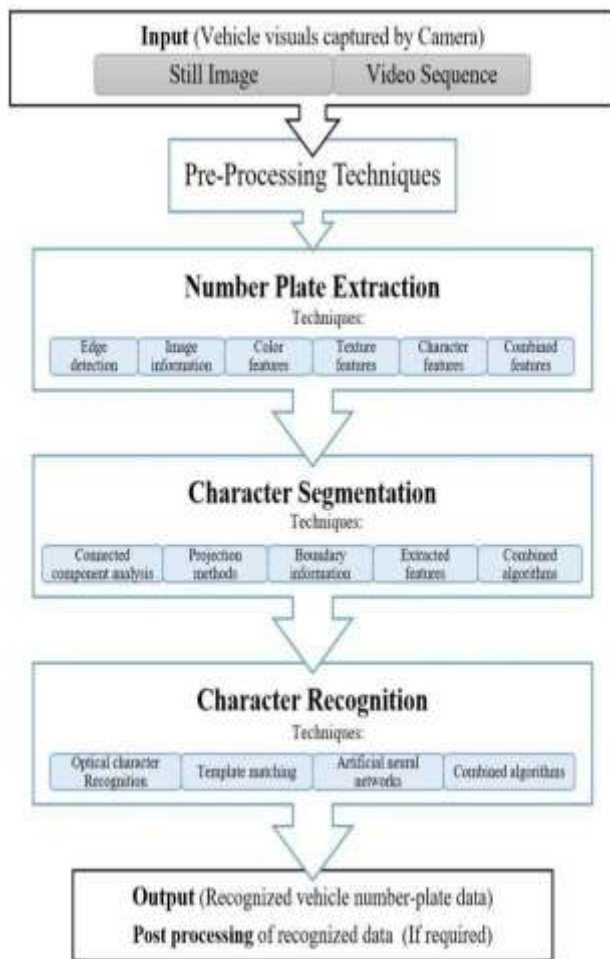 Input (Vehicle visuals captured by Camera)
Still Image Video Sequence
Pre-Processing Techniques
Number Plate Extraction
Techniques:
Edge detection
Image information
Color features
Texture features
Character features
Combined features
Character Segmentation
Techniques:
Connected component analysis
Projection methods
Boundary information
Extracted features
Combined algorithms
Character Recognition
Techniques:
Optical character Recognition
Template matching
Artificial neural networks
Combined algorithms
Output (Recognized vehicle number-plate data)
Post processing of recognized data (If required)